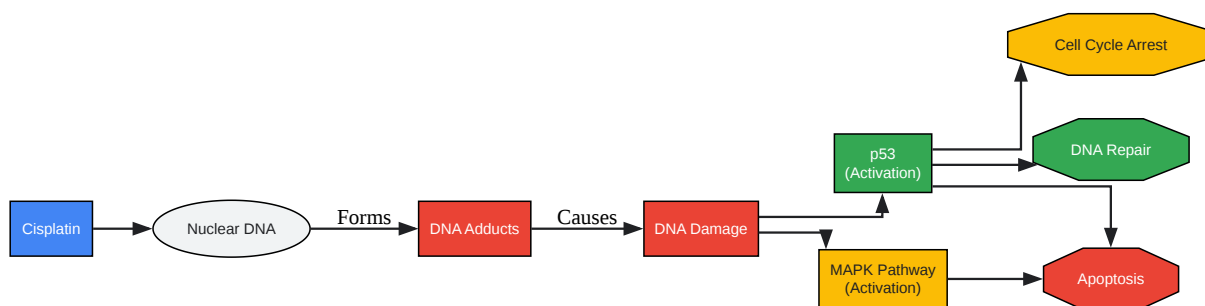 Cell Cycle Arrest
p53
(Activation)
DNA Repair
Cisplatin
Nuclear DNA
Forms
DNA Adducts
Causes
DNA Damage
MAPK Pathway
(Activation)
Apoptosis